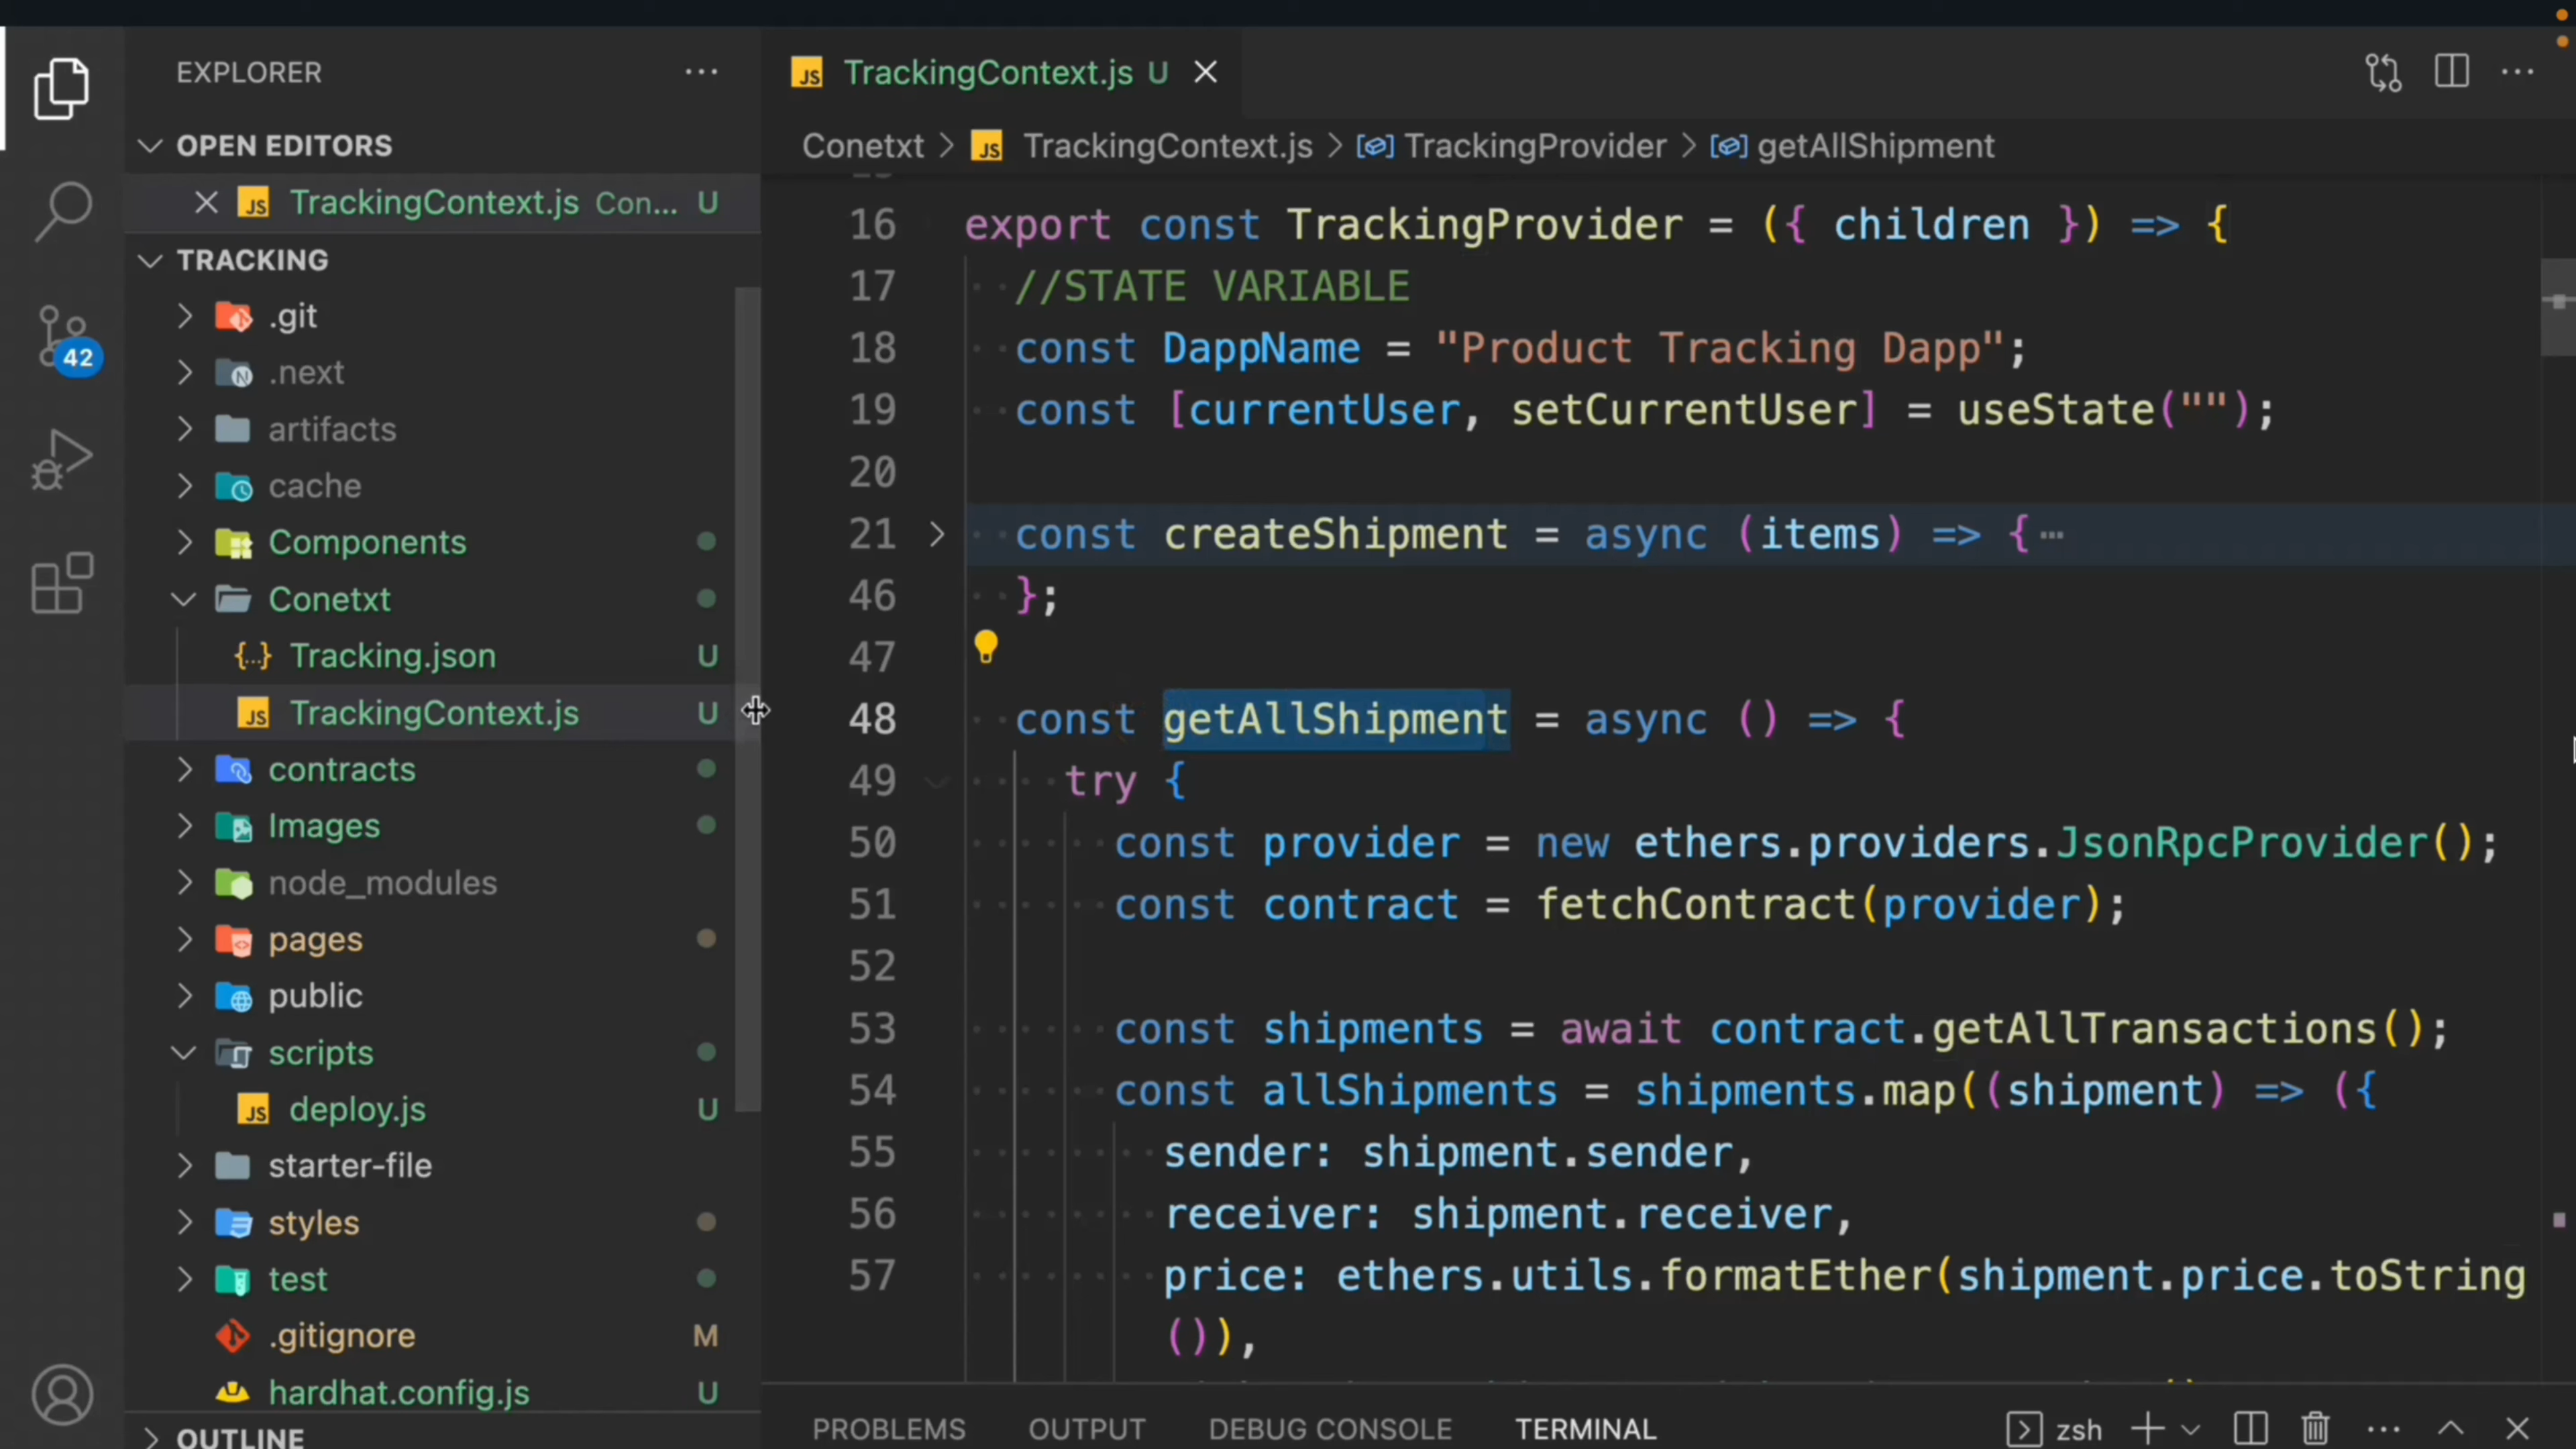 EXPLORER
OPEN EDITORS
TrackingContext.js Con... U
TRACKING
.git
.next
artifacts
cache
Components
Conetxt
Tracking.json U
TrackingContext.js U
contracts
Images
node_modules
pages
public
scripts
deploy.js U
starter-file
styles
test
.gitignore M
hardhat.config.js U
OUTLINE
42
TrackingContext.js U
Conetxt > TrackingContext.js > TrackingProvider > getAllShipment
16 export const TrackingProvider = ({ children }) => {
17 //STATE VARIABLE
18 const DappName = "Product Tracking Dapp";
19 const [currentUser, setCurrentUser] = useState("");
20
21 const createShipment = async (items) => {
46 };
47
48 const getAllShipment = async () => {
49 try {
50 const provider = new ethers.providers.JsonRpcProvider();
51 const contract = fetchContract(provider);
52
53 const shipments = await contract.getAllTransactions();
54 const allShipments = shipments.map((shipment) => ({
55 sender: shipment.sender,
56 receiver: shipment.receiver,
57 price: ethers.utils.formatEther(shipment.price.toString
()),
PROBLEMS OUTPUT DEBUG CONSOLE TERMINAL zsh